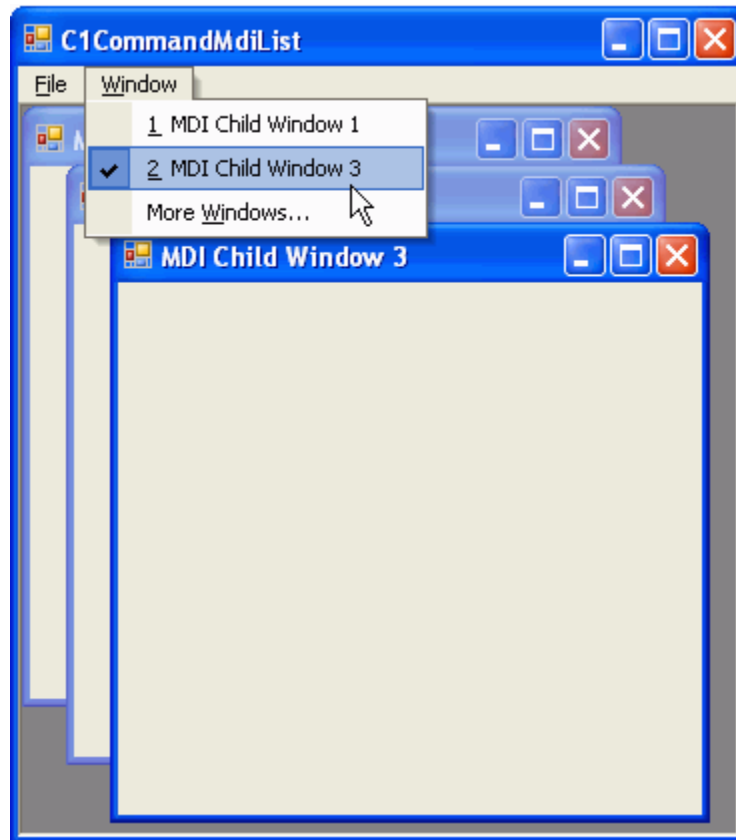 C1CommandMdiList
File Window
1 MDI Child Window 1
2 MDI Child Window 3
More Windows...
MDI Child Window 3